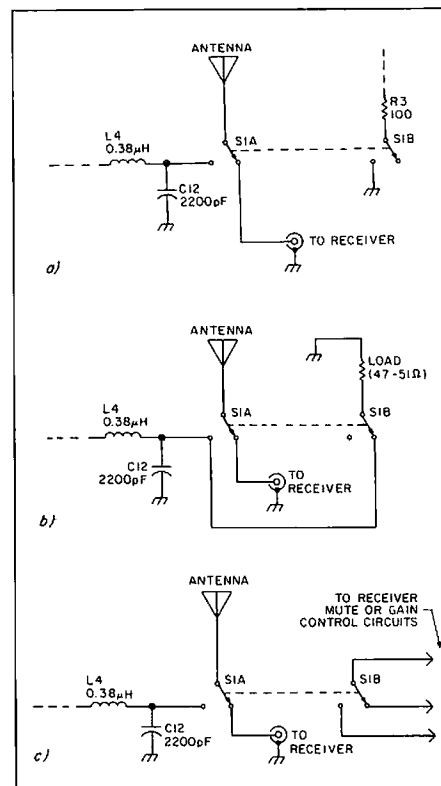 ANTENNA
R3
100
L4
0.38µH
S1A
S1B
C12
2200pF
TO RECEIVER
a)
ANTENNA
LOAD
(47-51Ω)
L4
0.38µH
S1A
S1B
C12
2200pF
TO
RECEIVER
b)
TO RECEIVER
MUTE OR GAIN
CONTROL CIRCUITS
ANTENNA
L4
0.38µH
S1A
S1B
C12
2200pF
TO
RECEIVER
c)